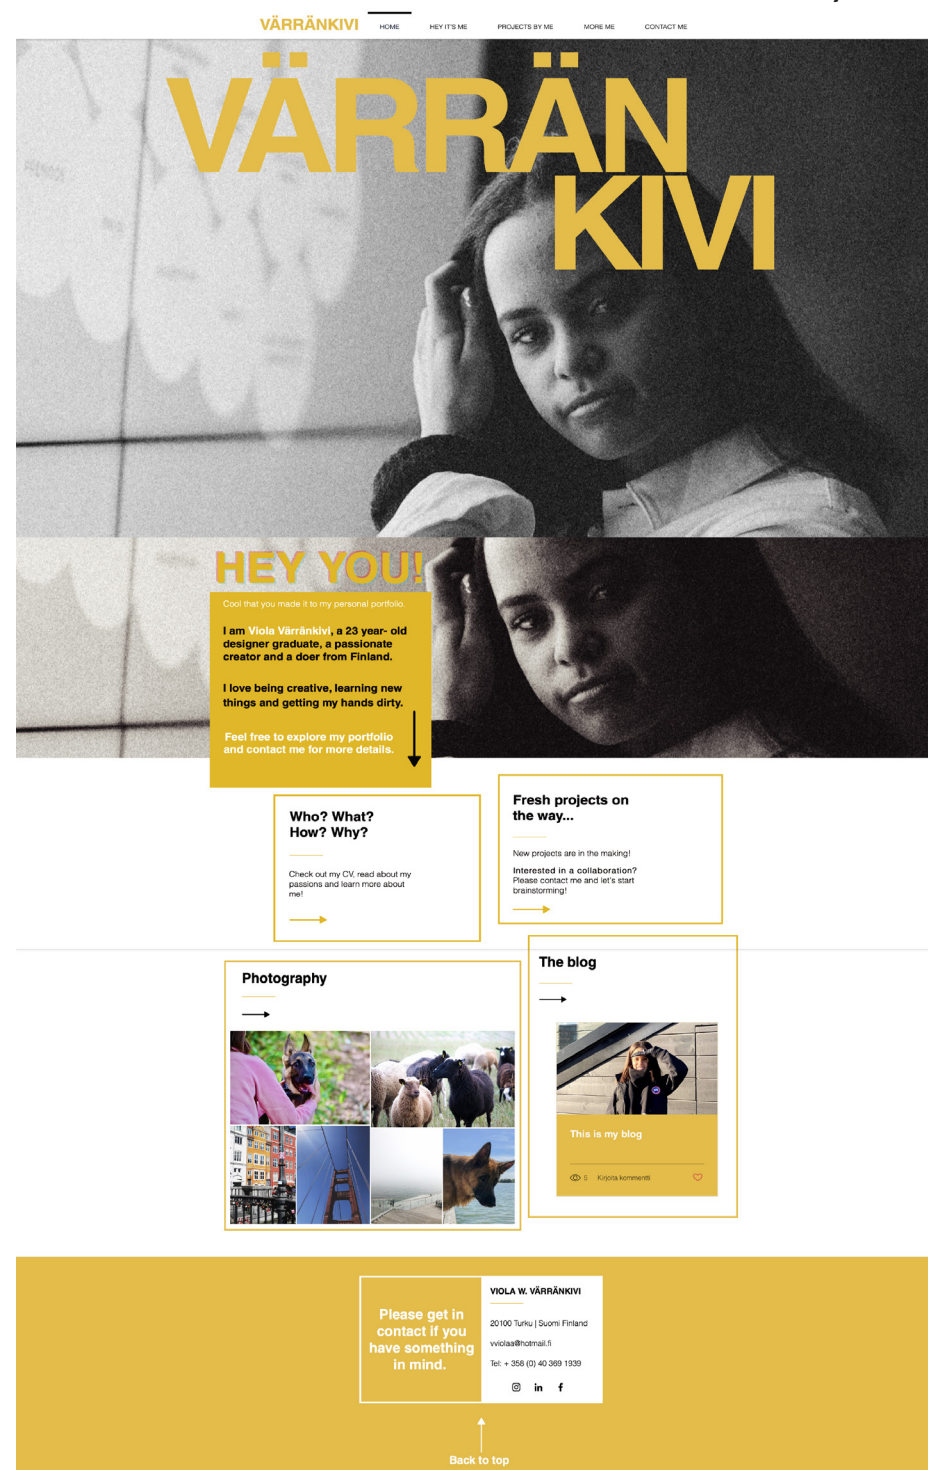 VÄRRÄNKIVI
HOME
HEY IT'S ME
PROJECTS BY ME
MORE ME
CONTACT ME
VÄRRÄN
KIVI
HEY YOU!
Cool that you made it to my personal portfolio.
I am Viola Värränkivi, a 23 year- old
designer graduate, a passionate
creator and a doer from Finland.
I love being creative, learning new
things and getting my hands dirty.
Feel free to explore my portfolio
and contact me for more details.
Who? What?
How? Why?
Check out my CV, read about my
passions and learn more about
me!
Fresh projects on
the way...
New projects are in the making!
Interested in a collaboration?
Please contact me and let's start
brainstorming!
Photography
The blog
This is my blog
5 Kirjoita kommentti
Please get in
contact if you
have something
in mind.
VIOLA W. VÄRRÄNKIVI
20100 Turku | Suomi Finland
vviolaa@hotmail.fi
Tel: + 358 (0) 40 369 1939
Back to top